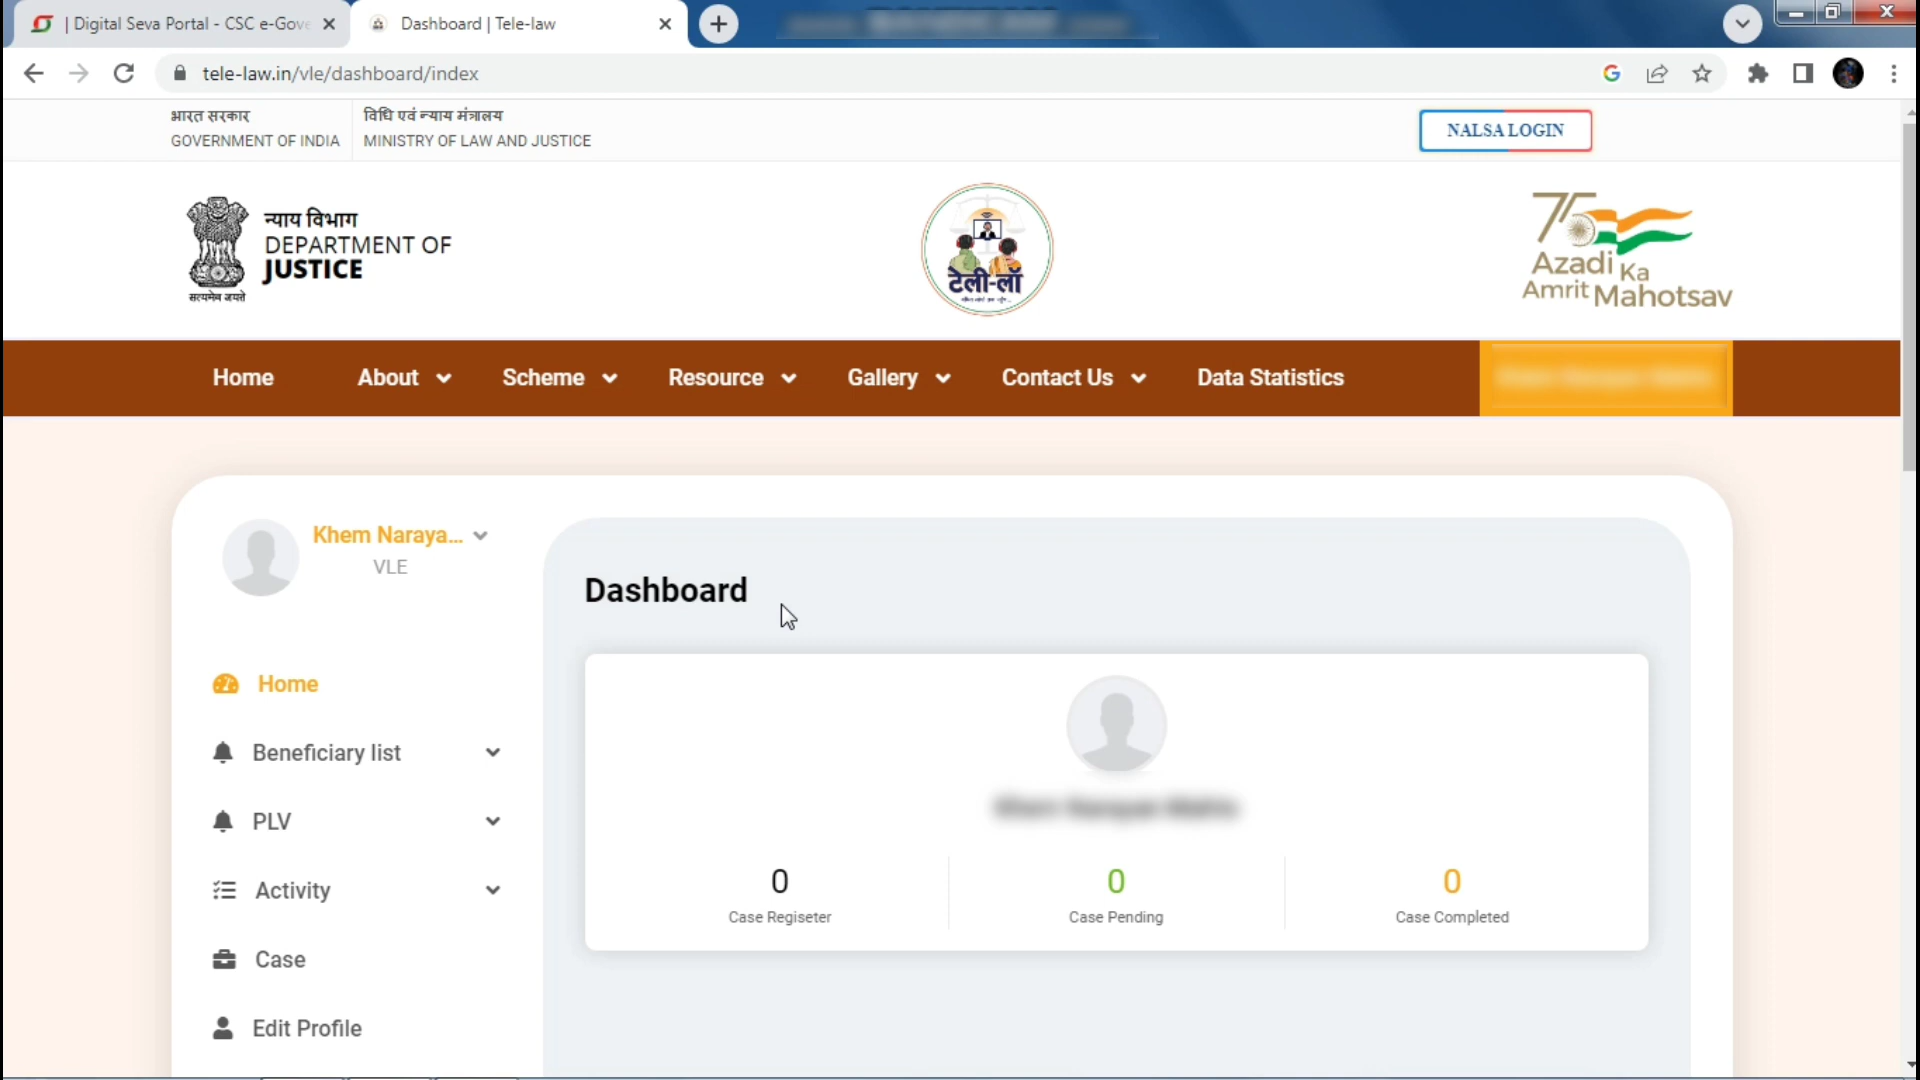 | Digital Seva Portal - CSC e-Gove
Dashboard | Tele-law
tele-law.in/vle/dashboard/index
भारत सरकार
GOVERNMENT OF INDIA
विधि एवं न्याय मंत्रालय
MINISTRY OF LAW AND JUSTICE
NALSA LOGIN
सत्यमेव जयते
न्याय विभाग
DEPARTMENT OF
JUSTICE
टेली-लॉ
75
Azadi Ka
Amrit Mahotsav
Home About Scheme Resource Gallery Contact Us Data Statistics
Khem Naraya...
VLE
Home
Beneficiary list
PLV
Activity
Case
Edit Profile
Dashboard
0 0 0
Case Regiseter Case Pending Case Completed